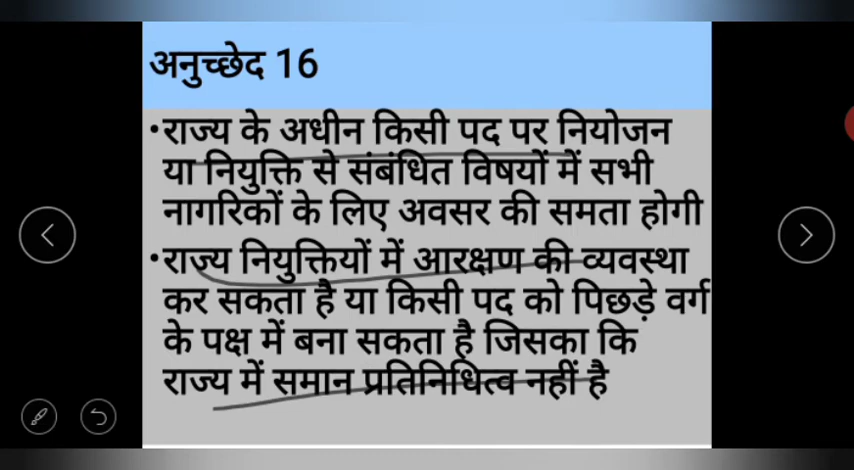 अनुच्छेद 16
•राज्य के अधीन किसी पद पर नियोजन
या नियुक्ति से संबंधित विषयों में सभी
नागरिकों के लिए अवसर की समता होगी
•राज्य नियुक्तियों में आरक्षण की व्यवस्था
कर सकता है या किसी पद को पिछड़े वर्ग
के पक्ष में बना सकता है जिसका कि
राज्य में समान प्रतिनिधित्व नहीं है